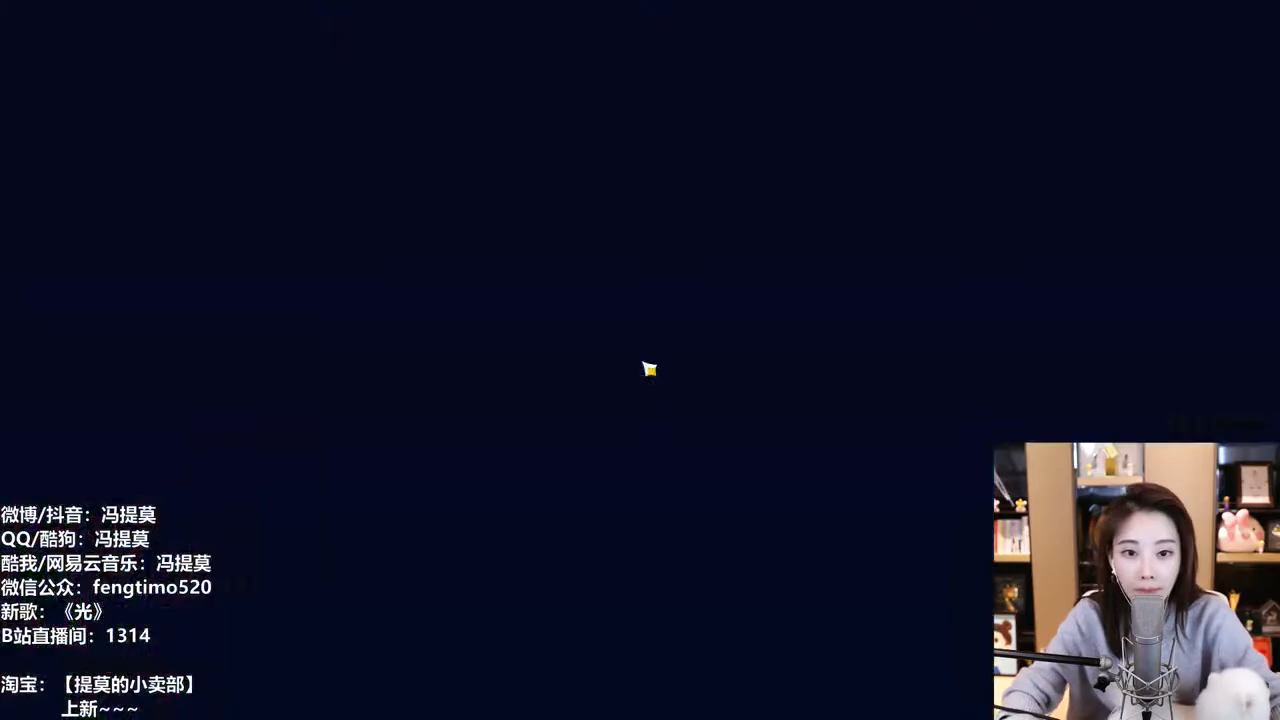 微博/抖音：冯提莫
QQ/酷狗：冯提莫
酷我/网易云音乐：冯提莫
微信公众：fengtimo520
新歌：《光》
B站直播间：1314
淘宝：【提莫的小卖部】
上新~~~